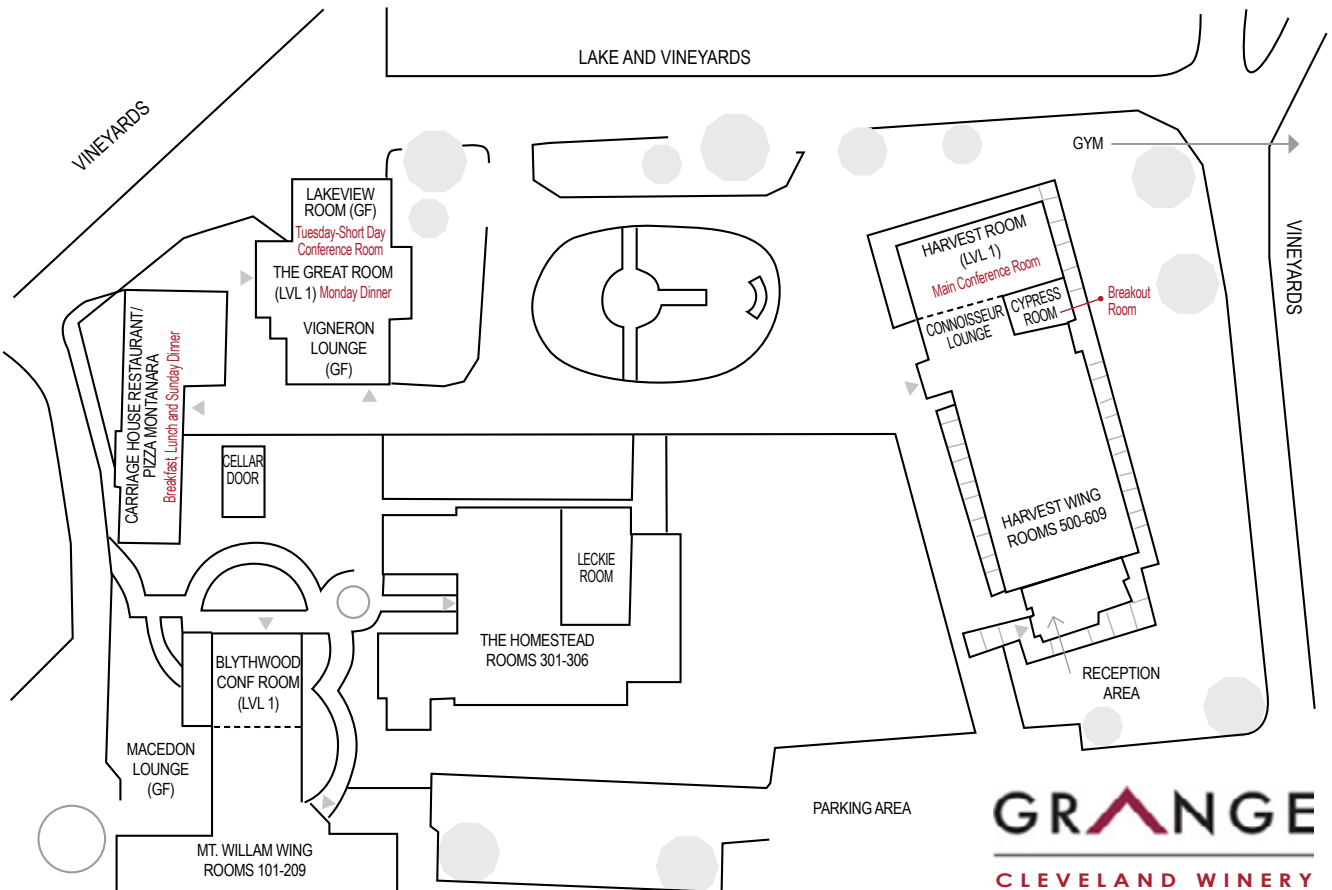 LAKE AND VINEYARDS
VINEYARDS
GYM
VINEYARDS
LAKEVIEW
ROOM (GF)
Tuesday-Short Day
Conference Room
THE GREAT ROOM
(LVL 1) Monday Dinner
VIGNERON
LOUNGE
(GF)
HARVEST ROOM
(LVL 1)
Main Conference Room
CONNOISSEUR
LOUNGE
CYPRESS
ROOM
Breakout
Room
CARRIAGE HOUSE RESTAURANT/
PIZZA MONTANARA
Breakfast, Lunch and Sunday Dinner
CELLAR
DOOR
HARVEST WING
ROOMS 500-609
LECKIE
ROOM
THE HOMESTEAD
ROOMS 301-306
BLYTHWOOD
CONF ROOM
(LVL 1)
RECEPTION
AREA
MACEDON
LOUNGE
(GF)
PARKING AREA
MT. WILLAM WING
ROOMS 101-209
GRANGE
CLEVELAND WINERY